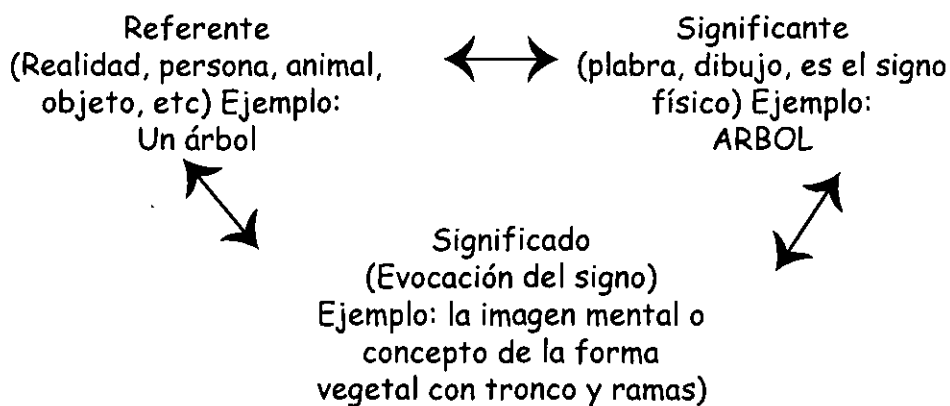 Referente
(Realidad, persona, animal,
objeto, etc) Ejemplo:
Un árbol
Significante
(plabra, dibujo, es el signo
físico) Ejemplo:
ARBOL
Significado
(Evocación del signo)
Ejemplo: la imagen mental o
concepto de la forma
vegetal con tronco y ramas)